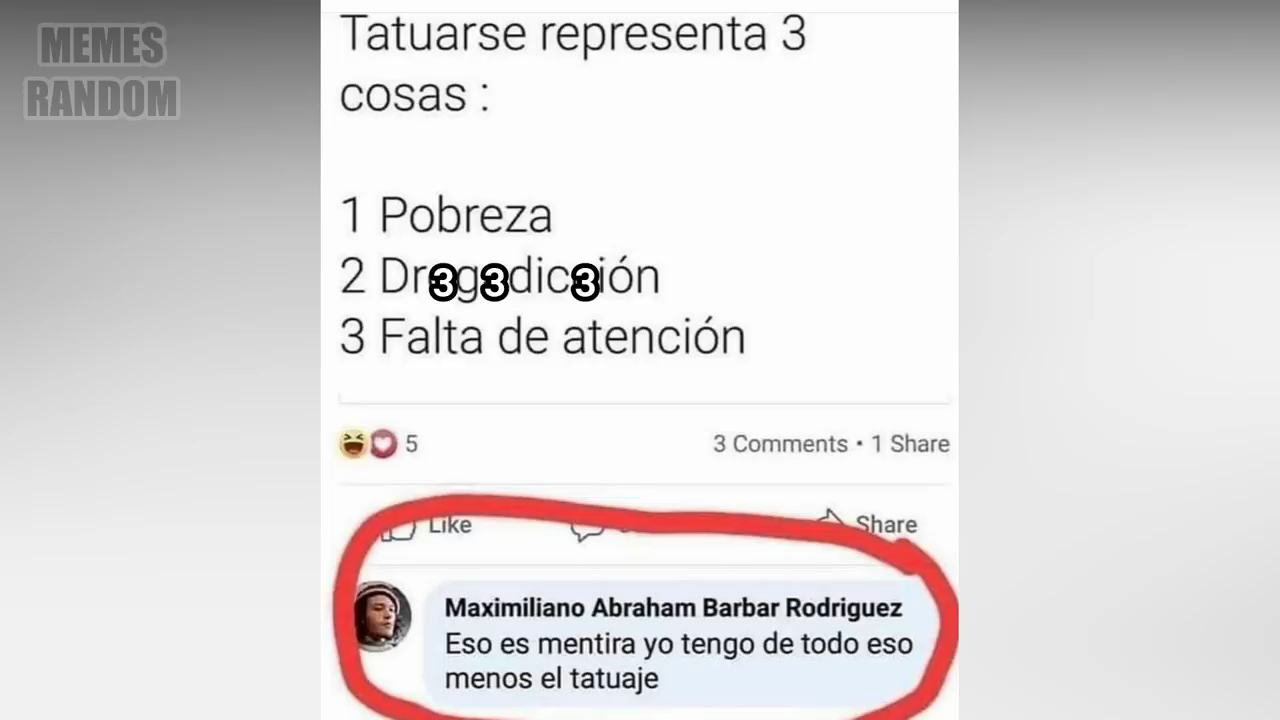 MEMES
RANDOM
Tatuarse representa 3
cosas :
1 Pobreza
2 Dr3g3dic3ión
3 Falta de atención
5
3 Comments • 1 Share
Like
Share
Maximiliano Abraham Barbar Rodriguez
Eso es mentira yo tengo de todo eso
menos el tatuaje